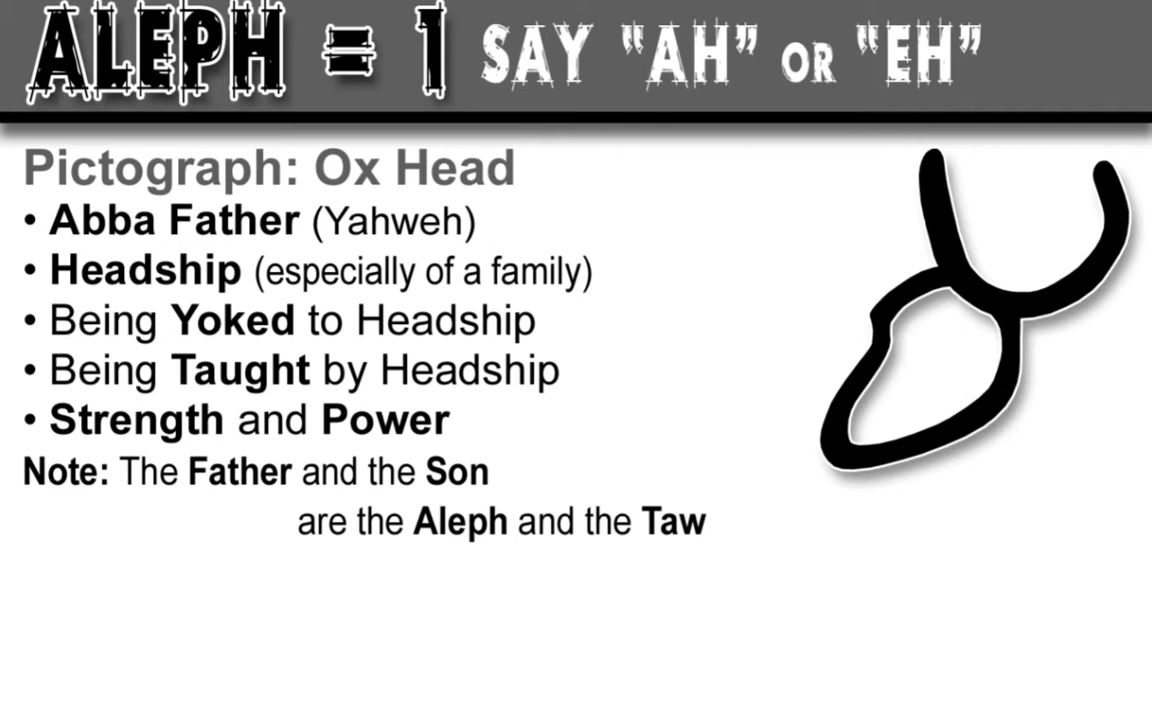 ALEPH = 1 SAY "AH" OR "EH"
Pictograph: Ox Head
• Abba Father (Yahweh)
• Headship (especially of a family)
• Being Yoked to Headship
• Being Taught by Headship
• Strength and Power
Note: The Father and the Son
are the Aleph and the Taw